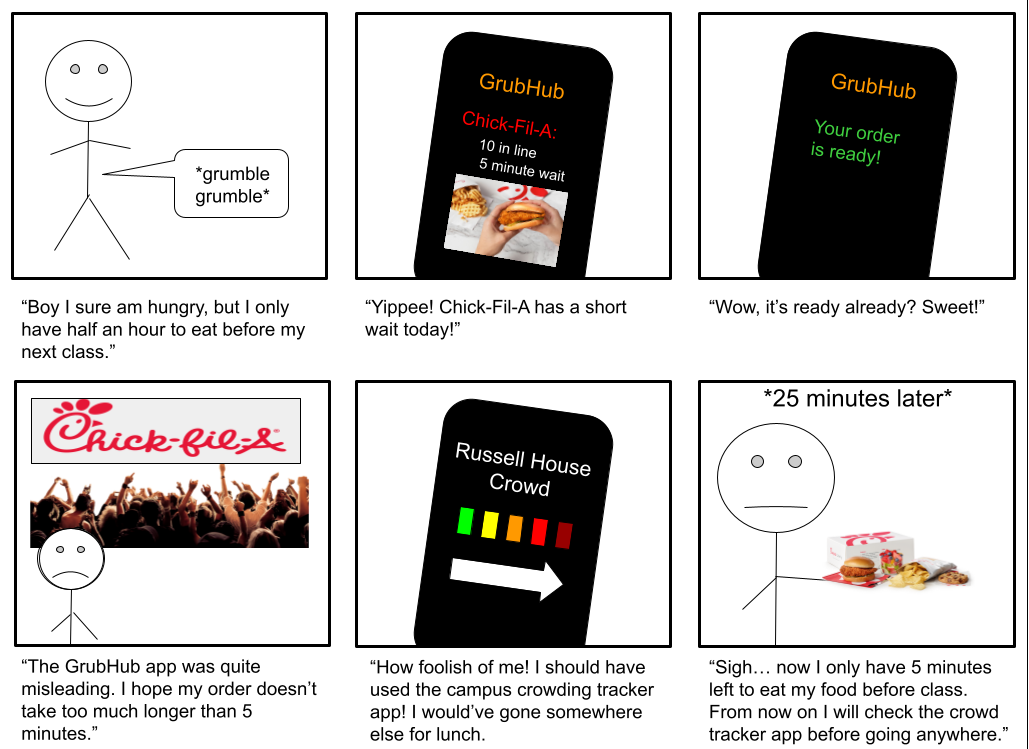 *grumble
grumble*
“Boy I sure am hungry, but I only
have half an hour to eat before my
next class.”
GrubHub
Chick-Fil-A:
10 in line
5 minute wait
“Yippee! Chick-Fil-A has a short
wait today!”
GrubHub
Your order
is ready!
“Wow, it’s ready already? Sweet!”
Chick-fil-A
“The GrubHub app was quite
misleading. I hope my order doesn’t
take too much longer than 5
minutes.”
Russell House
Crowd
“How foolish of me! I should have
used the campus crowding tracker
app! I would’ve gone somewhere
else for lunch.
*25 minutes later*
“Sigh… now I only have 5 minutes
left to eat my food before class.
From now on I will check the crowd
tracker app before going anywhere.”